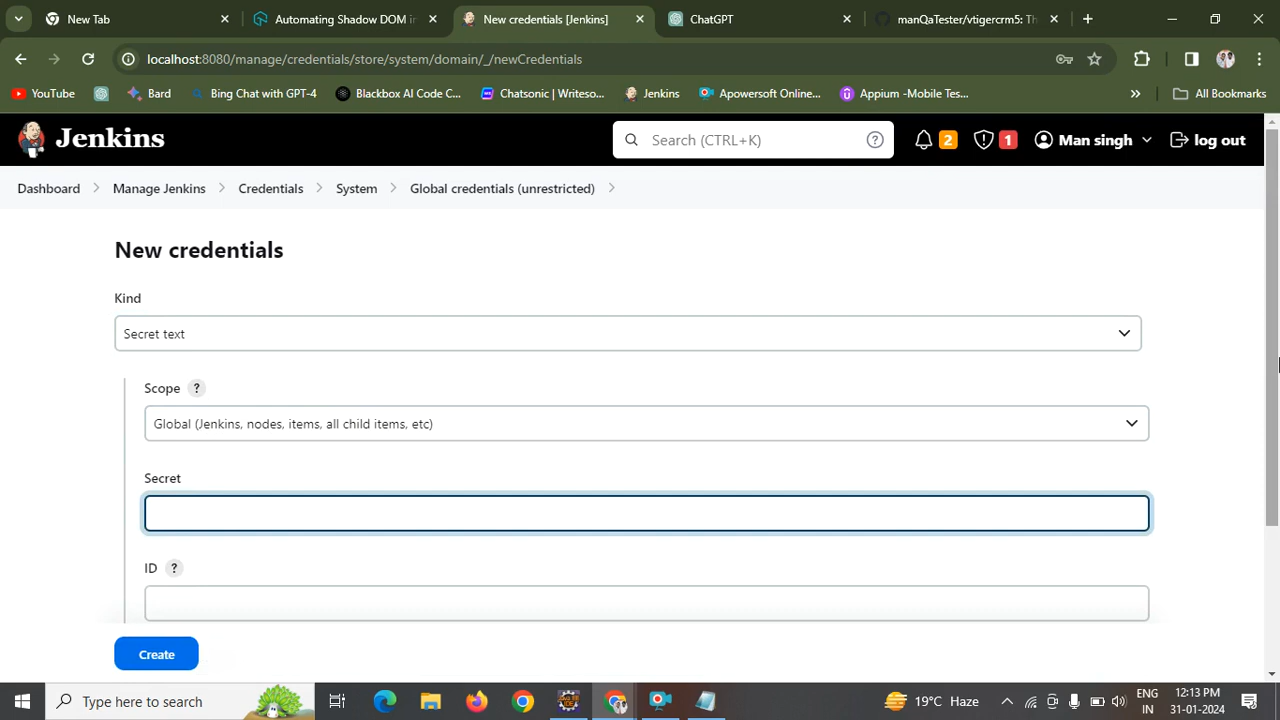 New Tab
Automating Shadow DOM in
New credentials [Jenkins]
ChatGPT
manQaTester/vtigercrm5: Th
localhost:8080/manage/credentials/store/system/domain/_/newCredentials
YouTube
Bard
Bing Chat with GPT-4
Blackbox AI Code C...
Chatsonic | Writeso...
Jenkins
Apowersoft Online...
Appium -Mobile Tes...
All Bookmarks
Jenkins
Search (CTRL+K)
2
1
Man singh
log out
Dashboard
Manage Jenkins
Credentials
System
Global credentials (unrestricted)
New credentials
Kind
Secret text
Scope ?
Global (Jenkins, nodes, items, all child items, etc)
Secret
ID ?
Create
Type here to search
19°C Haze
ENG
IN
12:13 PM
31-01-2024